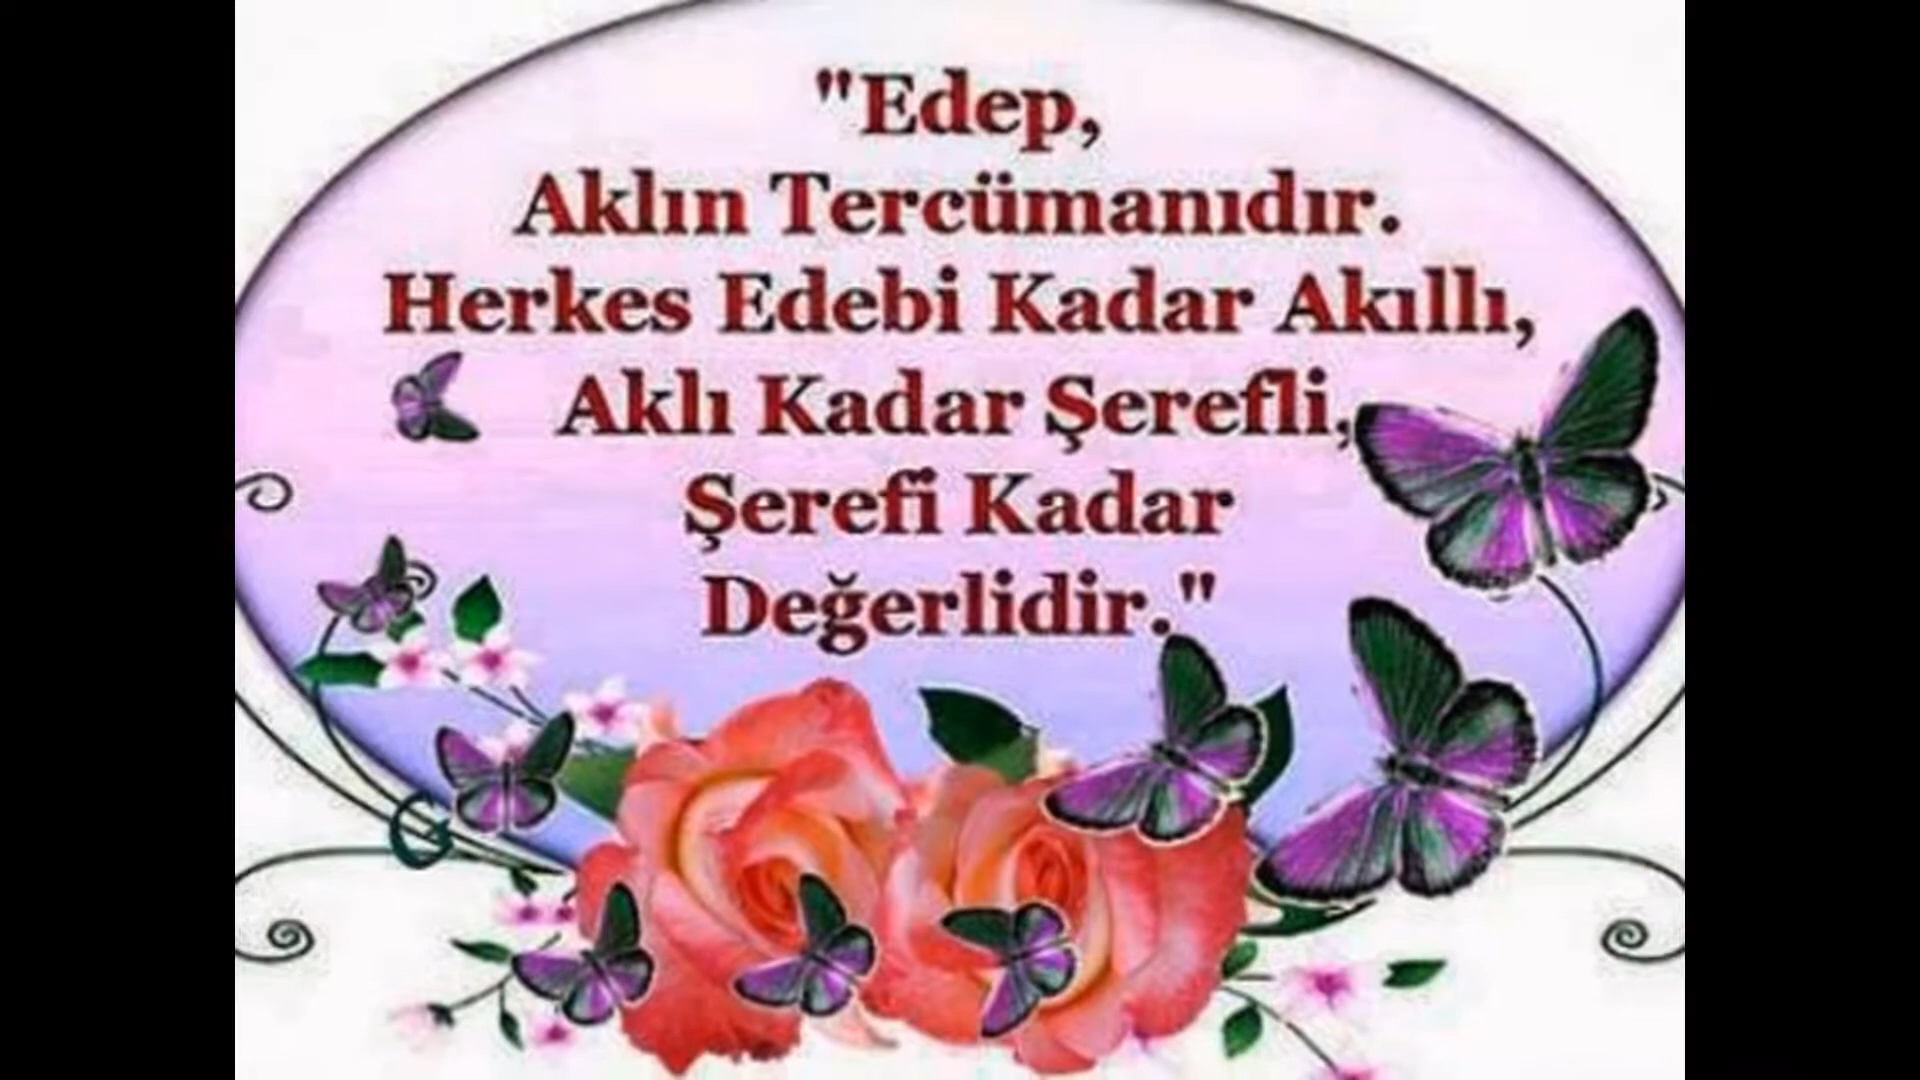 "Edep,
Aklın Tercümanıdır.
Herkes Edebi Kadar Akıllı,
Aklı Kadar Şerefli,
Şerefi Kadar
Değerlidir."